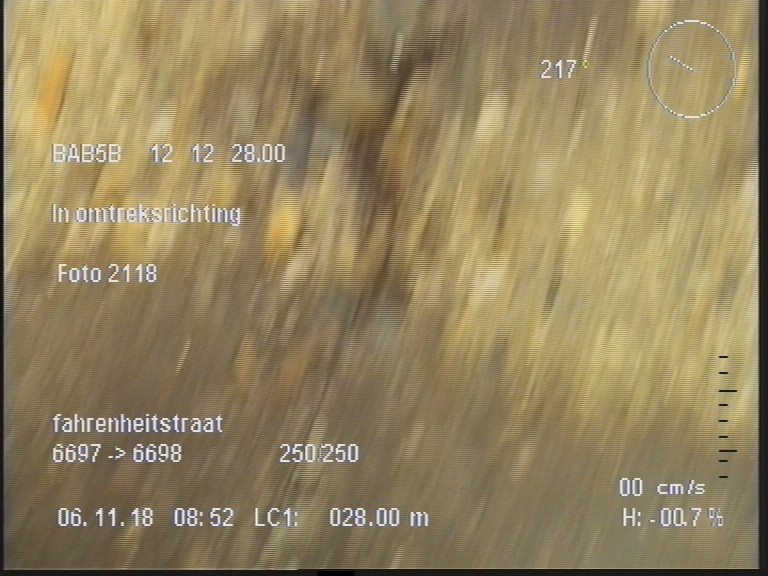 217°
BAB5B 12 12 28.00
In omtreksrichting
Foto 2118
fahrenheitstraat
6697 -> 6698 250/250
00 cm/s
06.11.18 08:52 LC1: 028.00 m H: -00.7 %